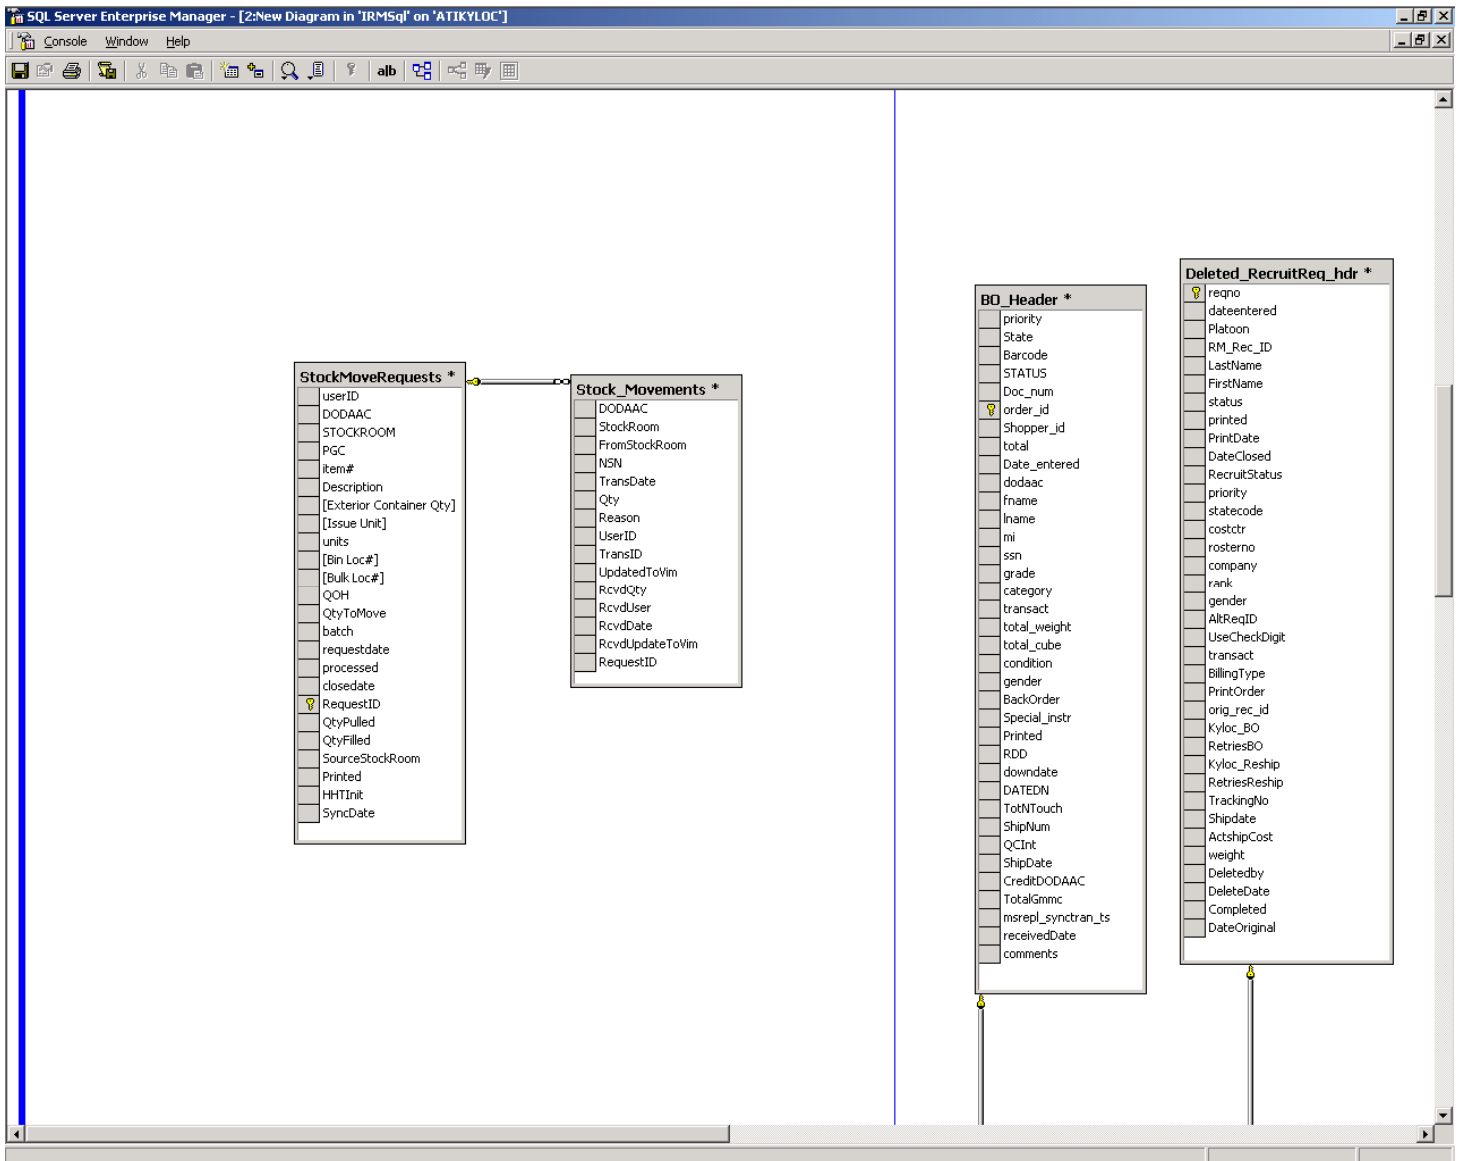 SQL Server Enterprise Manager - [2:New Diagram in 'IRMSql' on 'ATIKYLOC']
Console Window Help
a|b
StockMoveRequests *
userID
DODAAC
STOCKROOM
PGC
item#
Description
[Exterior Container Qty]
[Issue Unit]
units
[Bin Loc#]
[Bulk Loc#]
QOH
QtyToMove
batch
requestdate
processed
closedate
RequestID
QtyPulled
QtyFilled
SourceStockRoom
Printed
HHTInit
SyncDate
Stock_Movements *
DODAAC
StockRoom
FromStockRoom
NSN
TransDate
Qty
Reason
UserID
TransID
UpdatedToVim
RcvdQty
RcvdUser
RcvdDate
RcvdUpdateToVim
RequestID
BO_Header *
priority
State
Barcode
STATUS
Doc_num
order_id
Shopper_id
total
Date_entered
dodaac
fname
lname
mi
ssn
grade
category
transact
total_weight
total_cube
condition
gender
BackOrder
Special_instr
Printed
RDD
downdate
DATEDN
TotNTouch
ShipNum
QCInt
ShipDate
CreditDODAAC
TotalGmmc
msrepl_synctran_ts
receivedDate
comments
Deleted_RecruitReq_hdr *
reqno
dateentered
Platoon
RM_Rec_ID
LastName
FirstName
status
printed
PrintDate
DateClosed
RecruitStatus
priority
statecode
costctr
rosterno
company
rank
gender
AltReqID
UseCheckDigit
transact
BillingType
PrintOrder
orig_rec_id
Kyloc_BO
RetriesBO
Kyloc_Reship
RetriesReship
TrackingNo
Shipdate
ActshipCost
weight
Deletedby
DeleteDate
Completed
DateOriginal